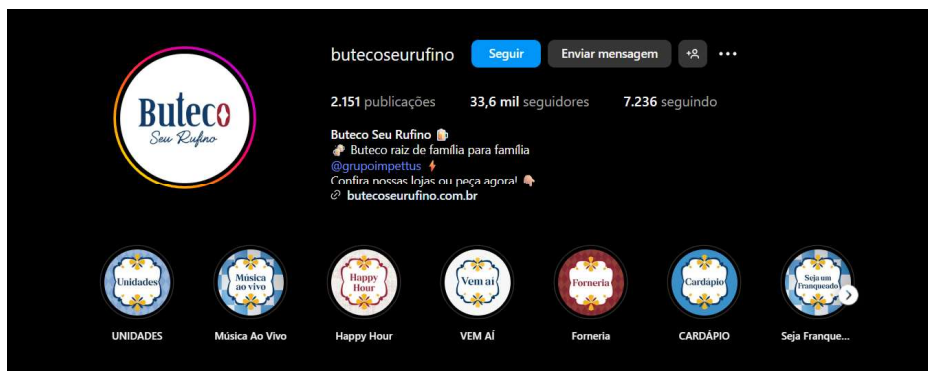 butecoseurufino Seguir Enviar mensagem
2.151 publicações 33,6 mil seguidores 7.236 seguindo
Buteco
Seu Rufino
Buteco Seu Rufino 🍻
Buteco raiz de família para família
@grupoimpettus ⚡
Confira nossas lojas ou peça agora! 👇
butecoseurufino.com.br
Unidades
Música
ao vivo
Happy
Hour
Vem aí
Forneria
Cardápio
Seja um
Franqueado
UNIDADES Música Ao Vivo Happy Hour VEM AÍ Forneria CARDÁPIO Seja Franque...